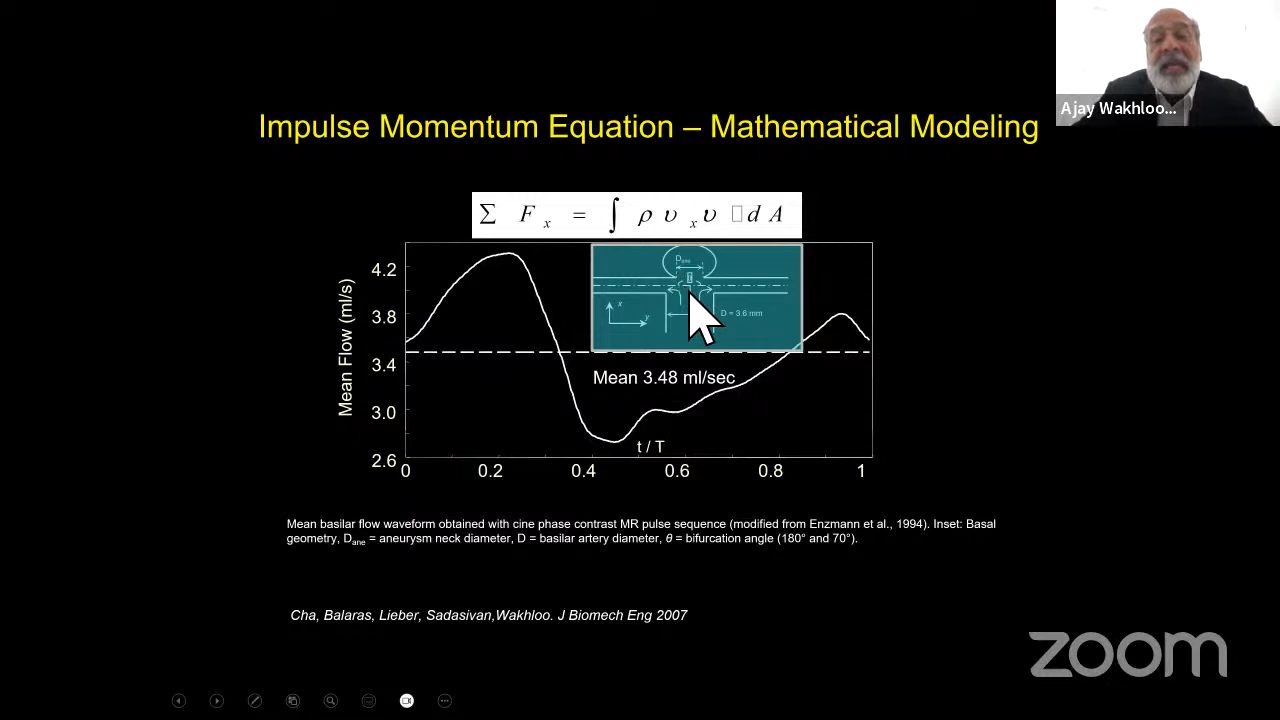 Ajay Wakhloo...
Impulse Momentum Equation – Mathematical Modeling
∑ F x = ∫ ρ υ x υ □ d A
Dane
x
y
D = 3.6 mm
4.2
3.8
3.4
3.0
2.6
Mean Flow (ml/s)
Mean 3.48 ml/sec
t / T
0 0.2 0.4 0.6 0.8 1
Mean basilar flow waveform obtained with cine phase contrast MR pulse sequence (modified from Enzmann et al., 1994). Inset: Basal
geometry, Dane = aneurysm neck diameter, D = basilar artery diameter, θ = bifurcation angle (180° and 70°).
Cha, Balaras, Lieber, Sadasivan,Wakhloo. J Biomech Eng 2007
zoom